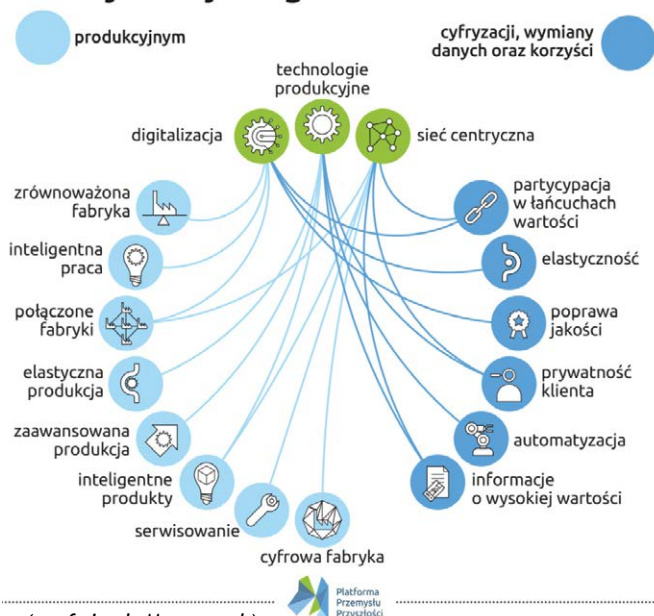 produkcyjnym
cyfryzacji, wymiany
danych oraz korzyści
technologie
produkcyjne
digitalizacja
sieć centryczna
zrównoważona
fabryka
partycypacja
w łańcuchach
wartości
inteligentna
praca
elastyczność
połączone
fabryki
poprawa
jakości
elastyczna
produkcja
prywatność
klienta
zaawansowana
produkcja
automatyzacja
inteligentne
produkty
informacje
o wysokiej wartości
serwisowanie
cyfrowa fabryka
Platforma
Przemysłu
Przyszłości